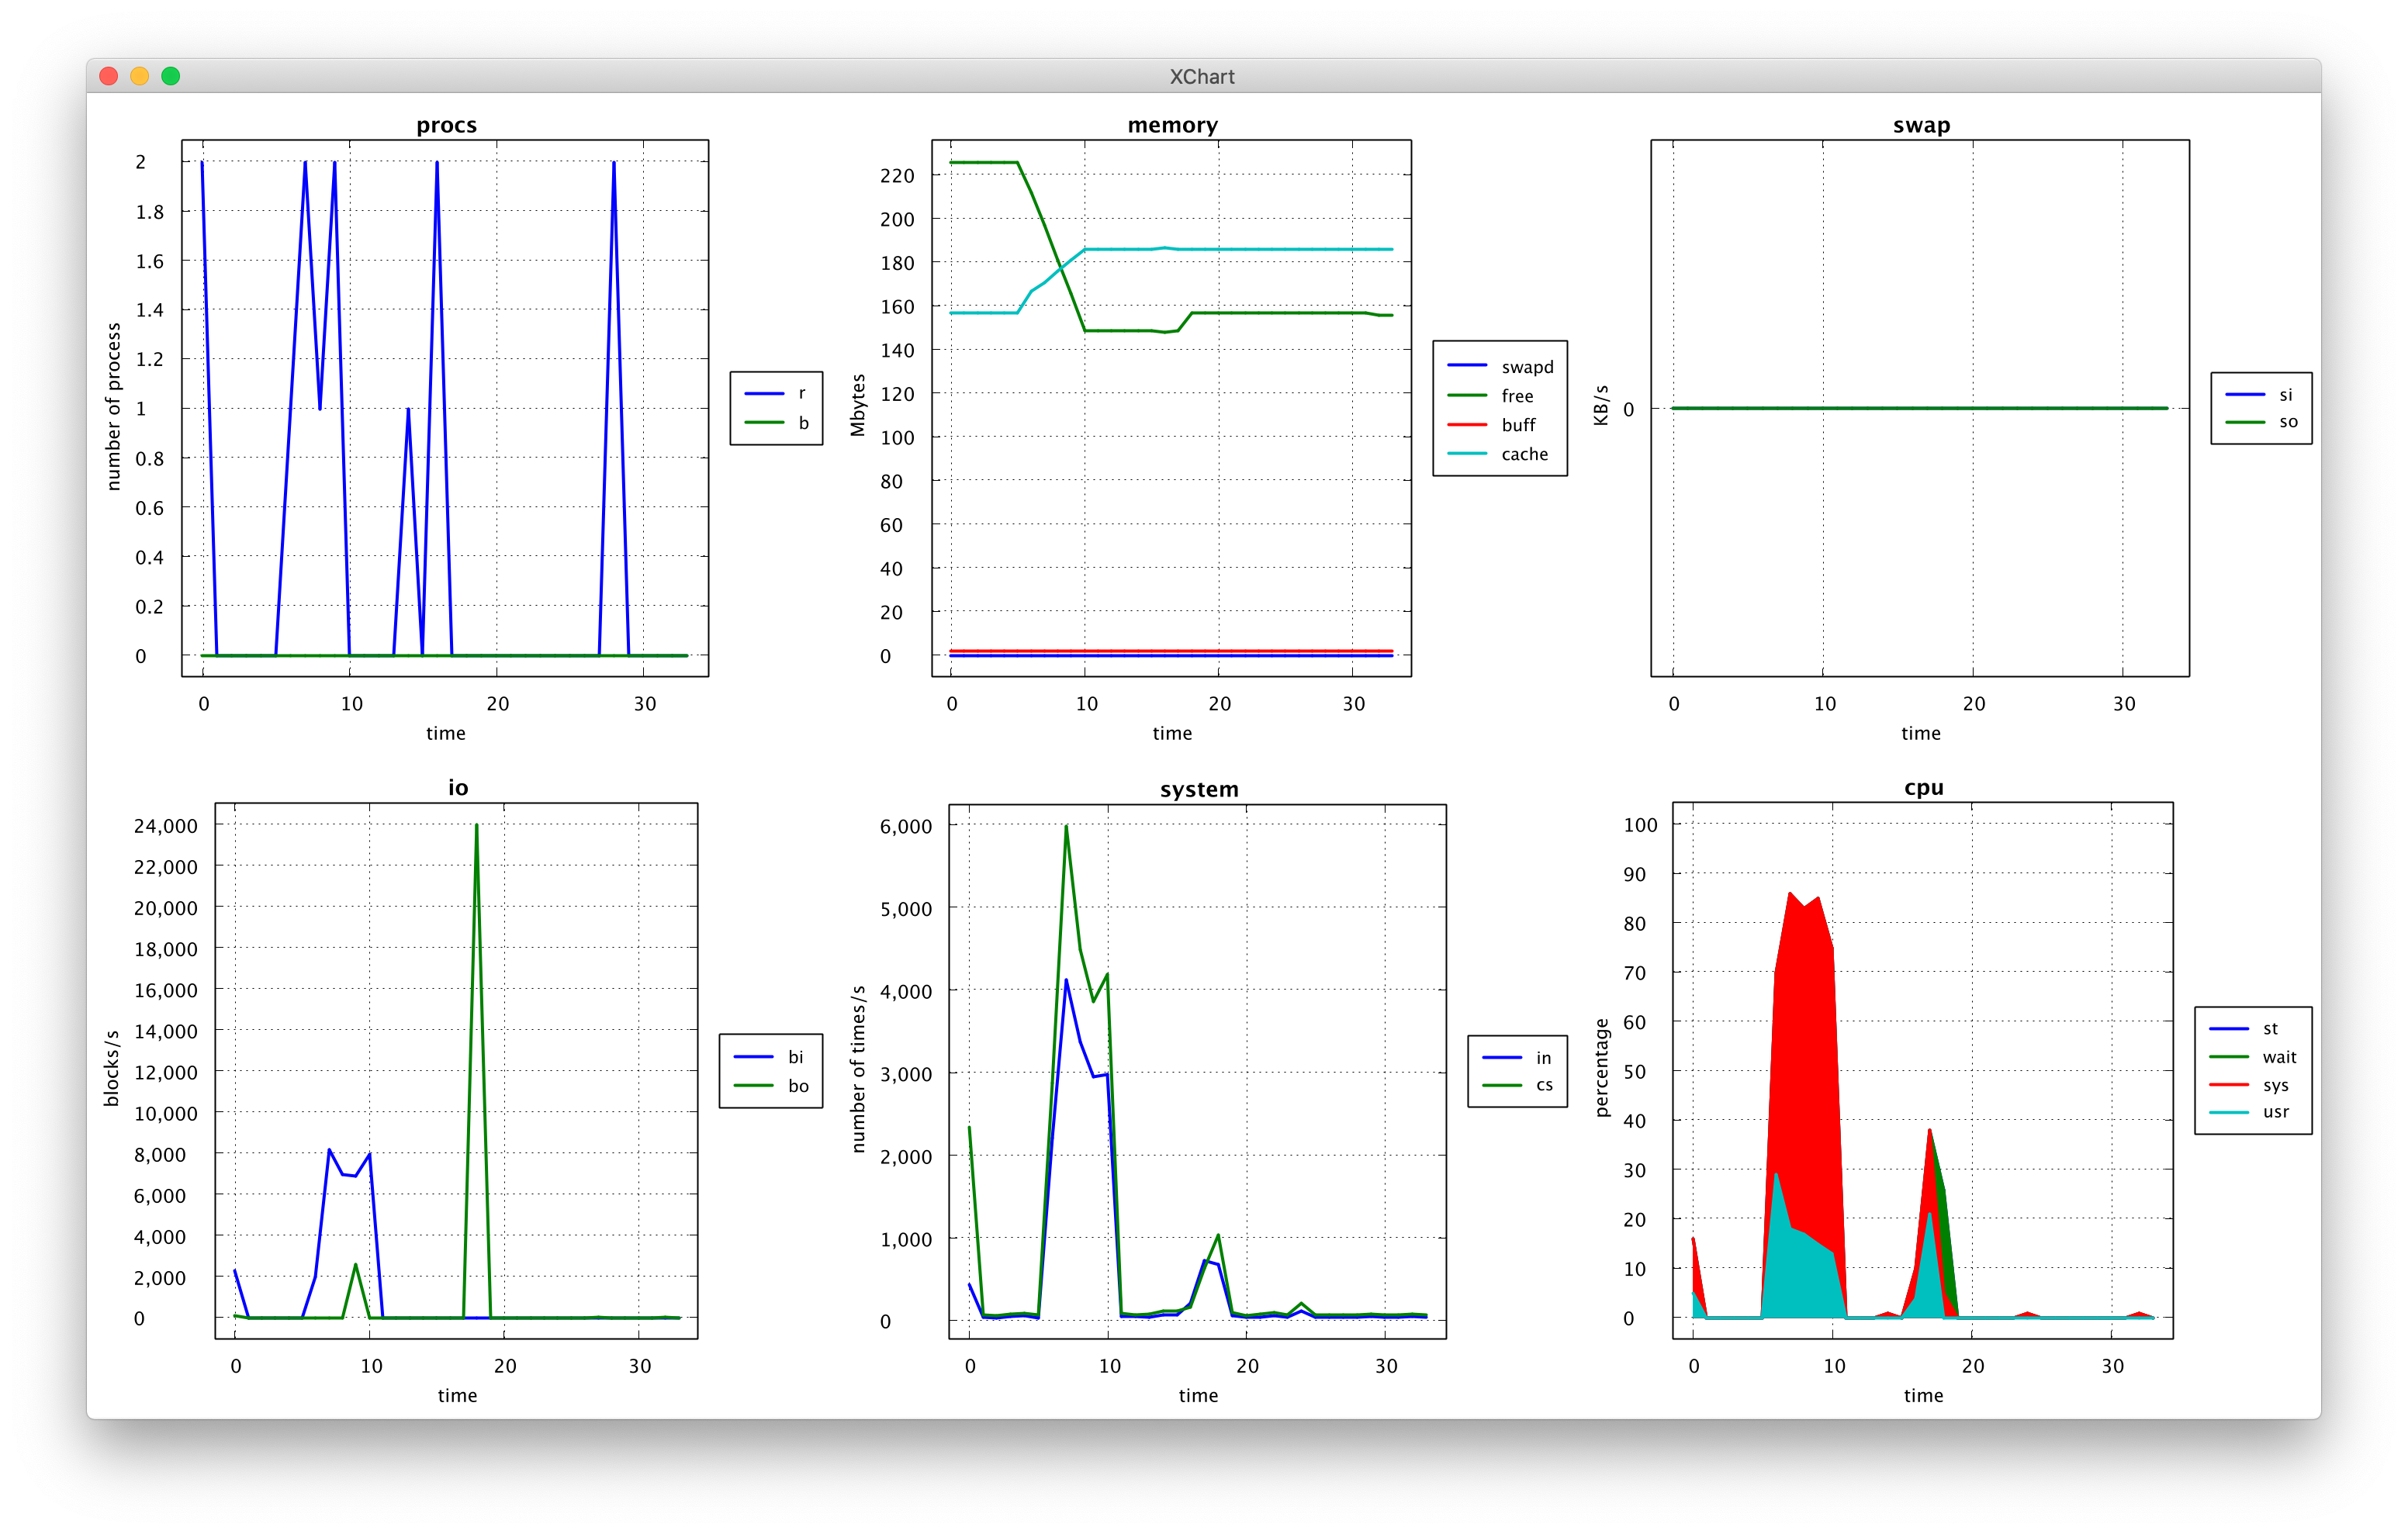 XChart
procs
2
1.8
1.6
1.4
1.2
1
0.8
0.6
0.4
0.2
0
number of process
0 10 20 30
time
r
b
memory
220
200
180
160
140
120
100
80
60
40
20
0
Mbytes
0 10 20 30
time
swapd
free
buff
cache
swap
0
KB/s
0 10 20 30
time
si
so
io
24,000
22,000
20,000
18,000
16,000
14,000
12,000
10,000
8,000
6,000
4,000
2,000
0
blocks/s
0 10 20 30
time
bi
bo
system
6,000
5,000
4,000
3,000
2,000
1,000
0
number of times/s
0 10 20 30
time
in
cs
cpu
100
90
80
70
60
50
40
30
20
10
0
percentage
0 10 20 30
time
st
wait
sys
usr